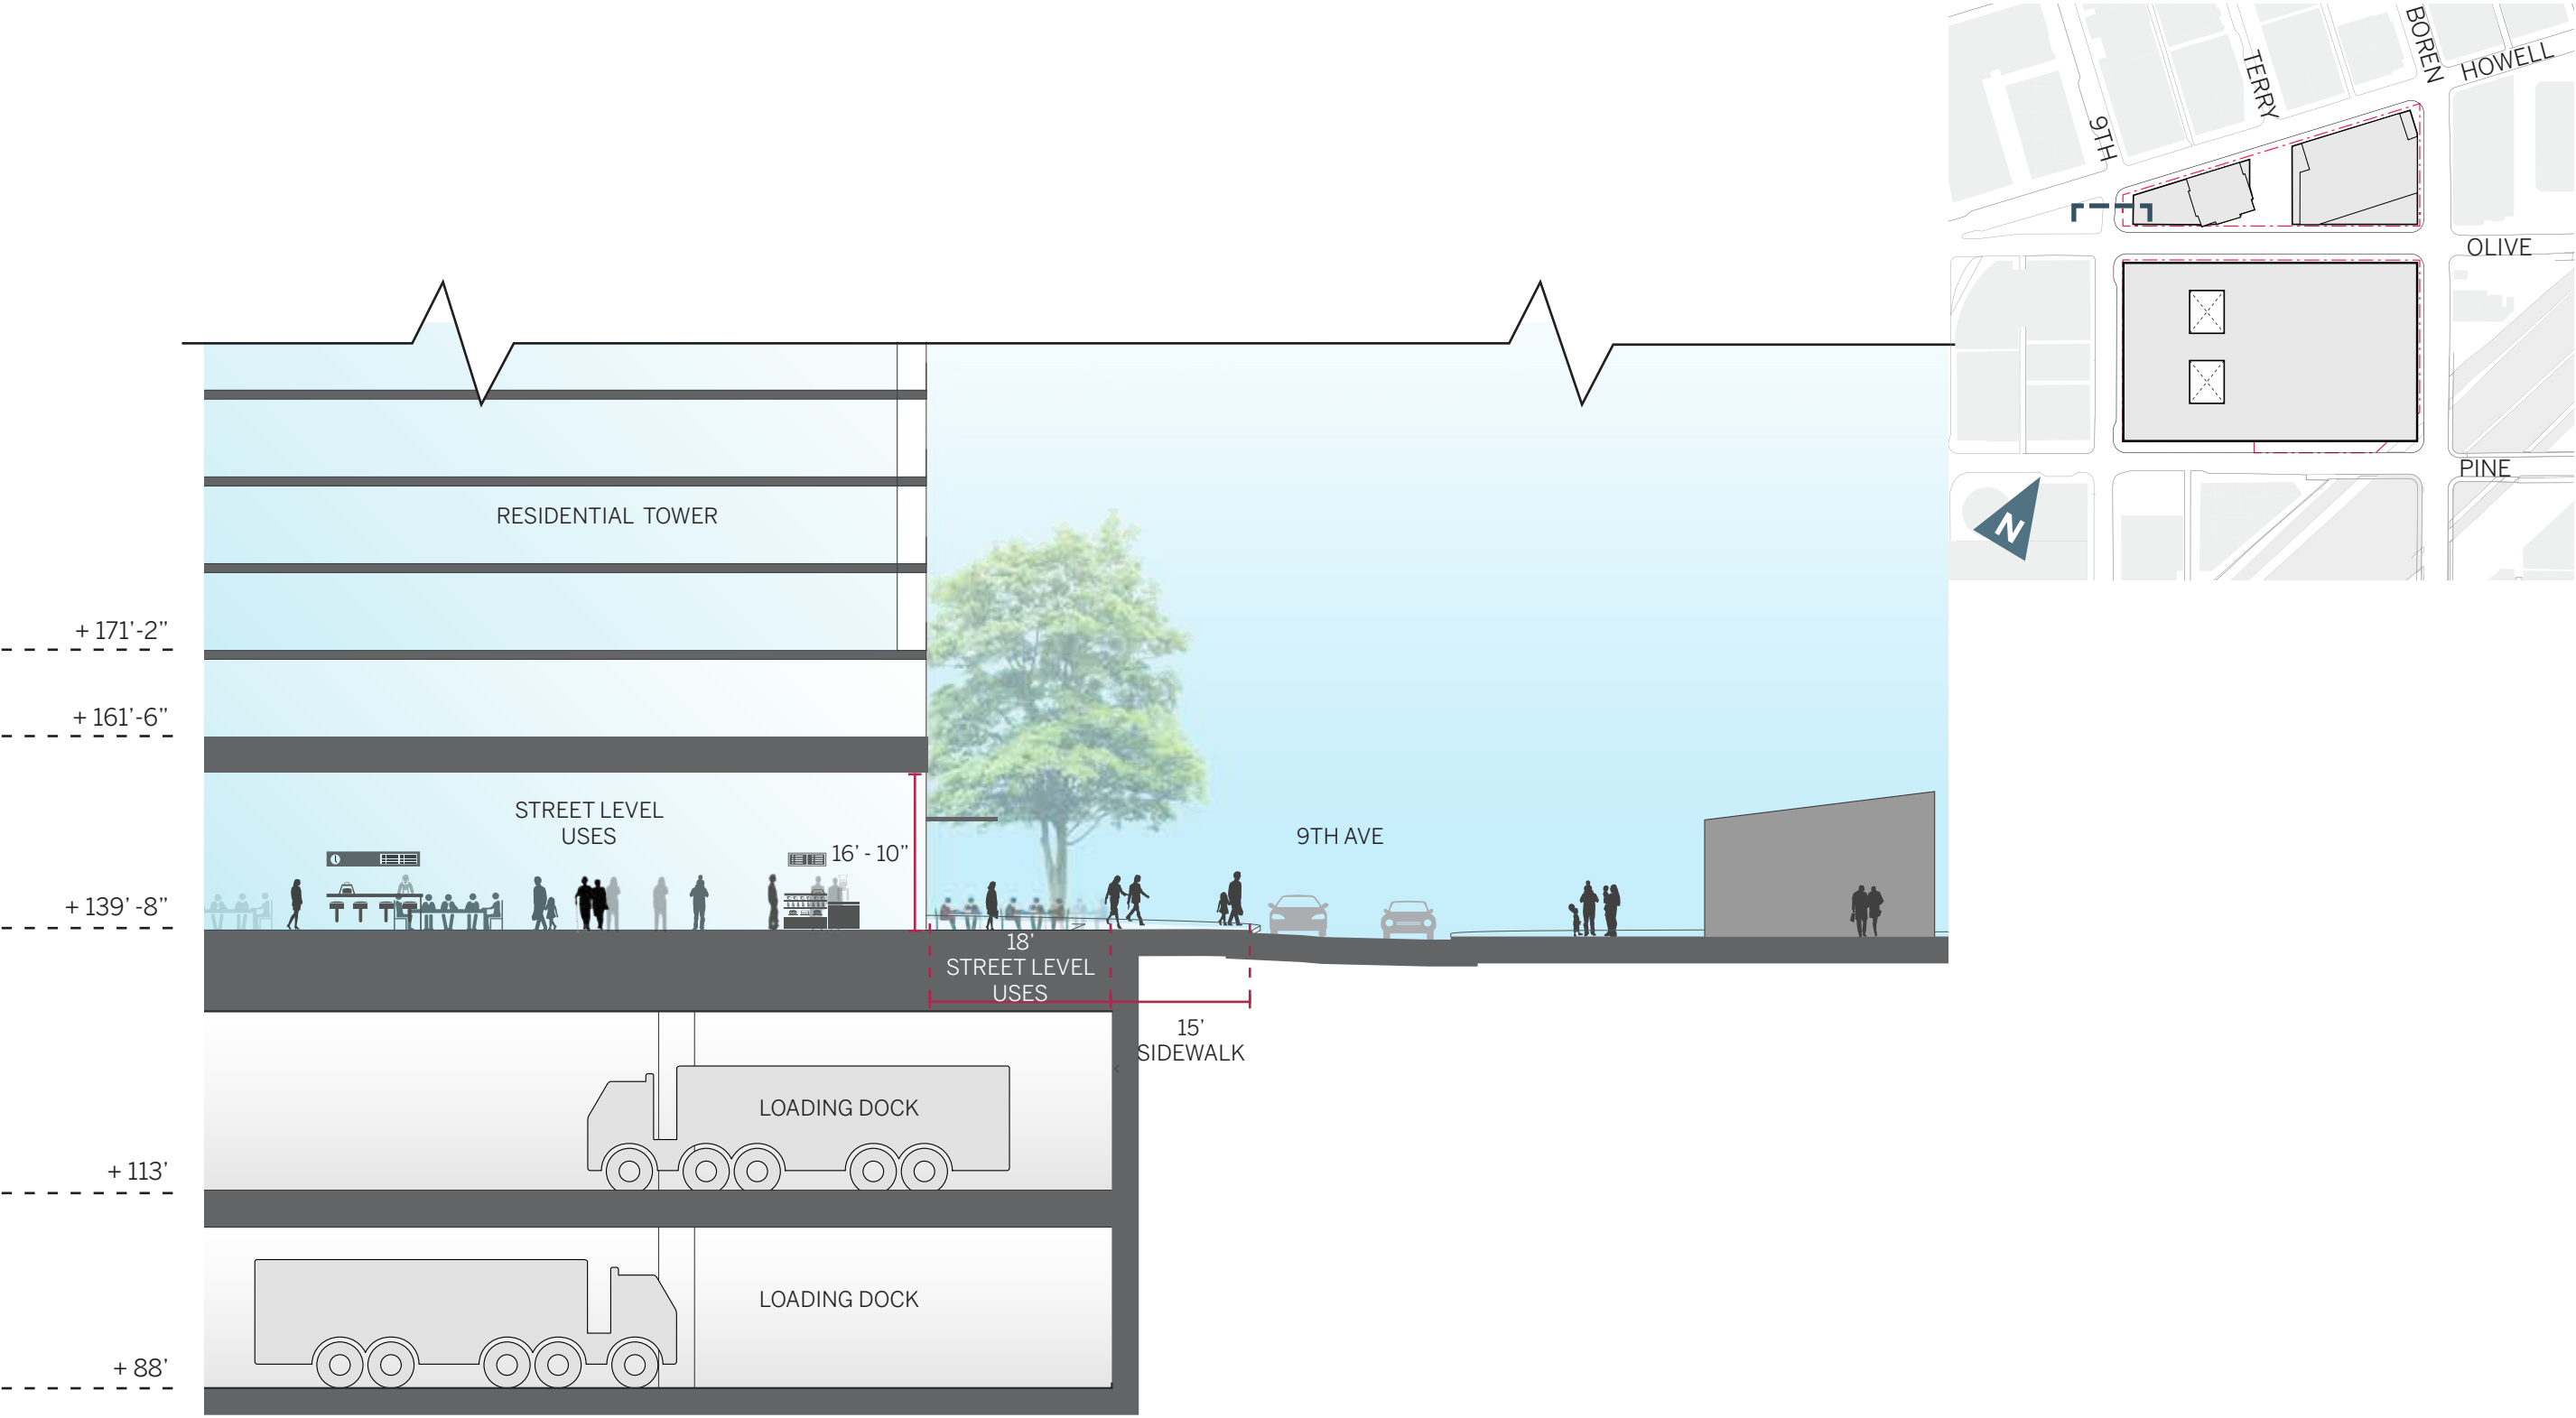 BOREN
HOWELL
TERRY
9TH
OLIVE
PINE
N
RESIDENTIAL TOWER
+ 171’-2”
+ 161’-6”
STREET LEVEL
USES
16’ - 10”
9TH AVE
+ 139’ -8”
18’
STREET LEVEL
USES
15’
SIDEWALK
LOADING DOCK
+ 113’
LOADING DOCK
+ 88’